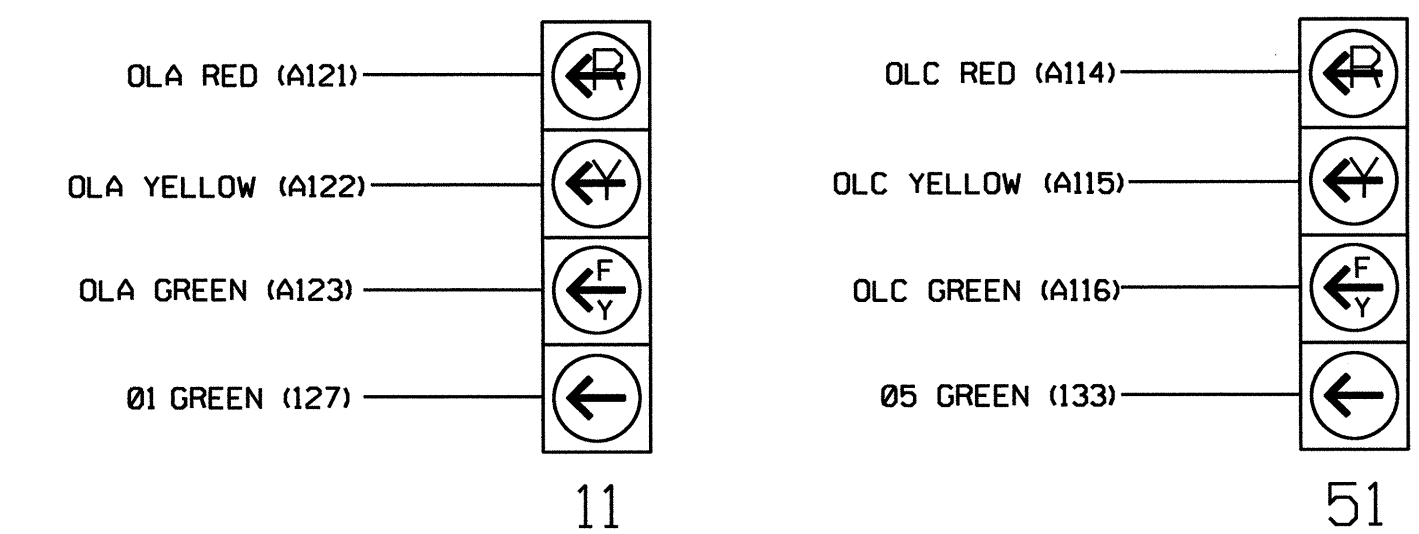 OLA RED (A121)
R
OLA YELLOW (A122)
Y
OLA GREEN (A123)
F
Y
Ø1 GREEN (127)
11
OLC RED (A114)
R
OLC YELLOW (A115)
Y
OLC GREEN (A116)
F
Y
Ø5 GREEN (133)
51